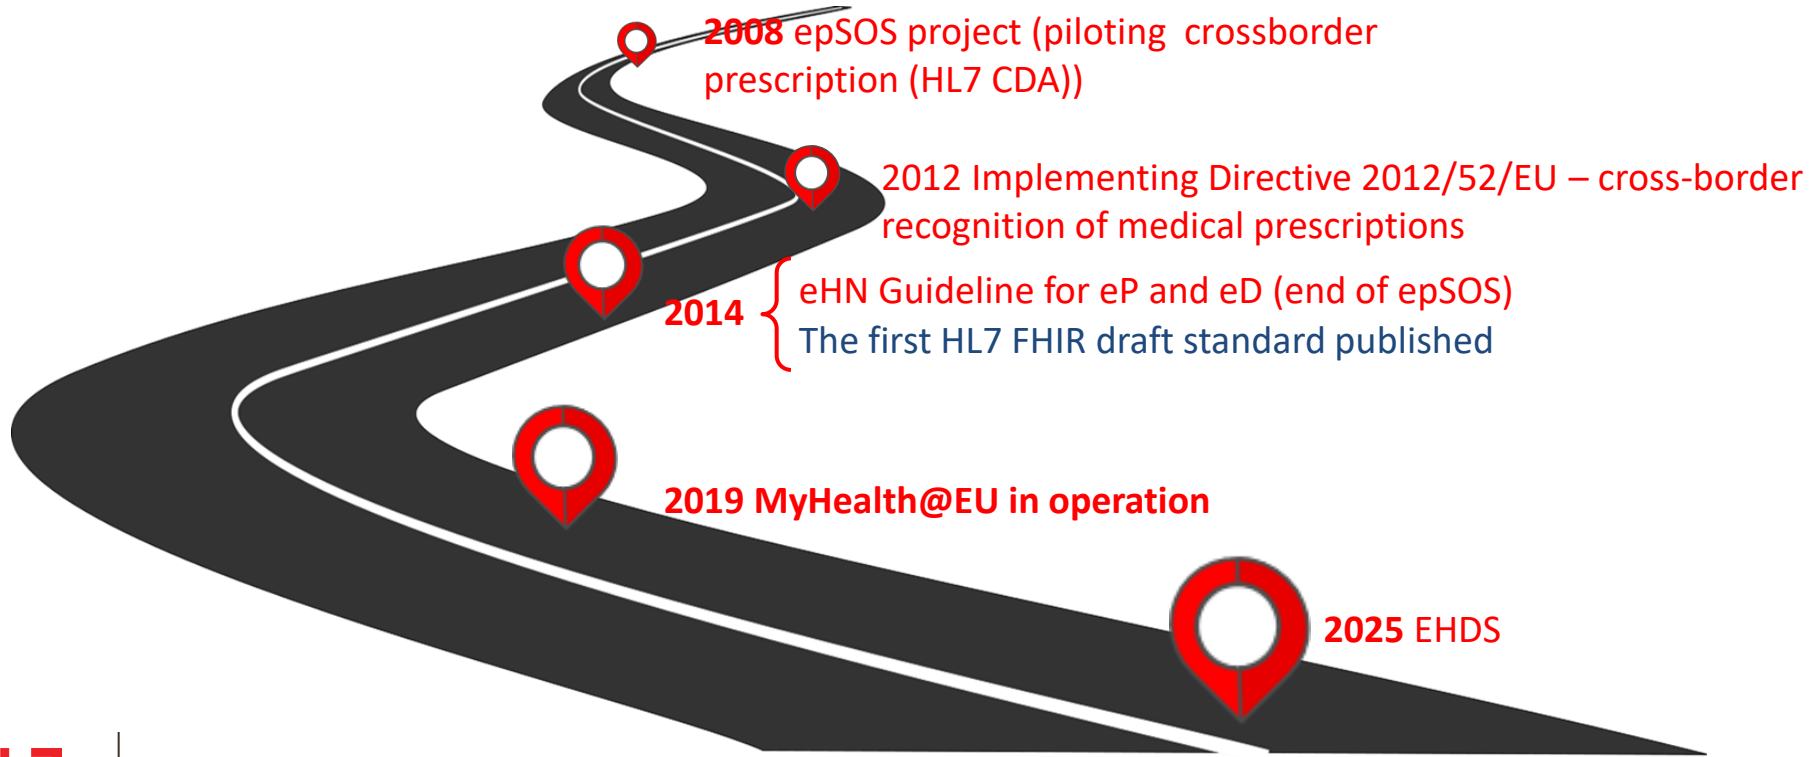 2008 epSOS project (piloting crossborder
prescription (HL7 CDA))
2012 Implementing Directive 2012/52/EU – cross-border
recognition of medical prescriptions
2014
eHN Guideline for eP and eD (end of epSOS)
The first HL7 FHIR draft standard published
2019 MyHealth@EU in operation
2025 EHDS